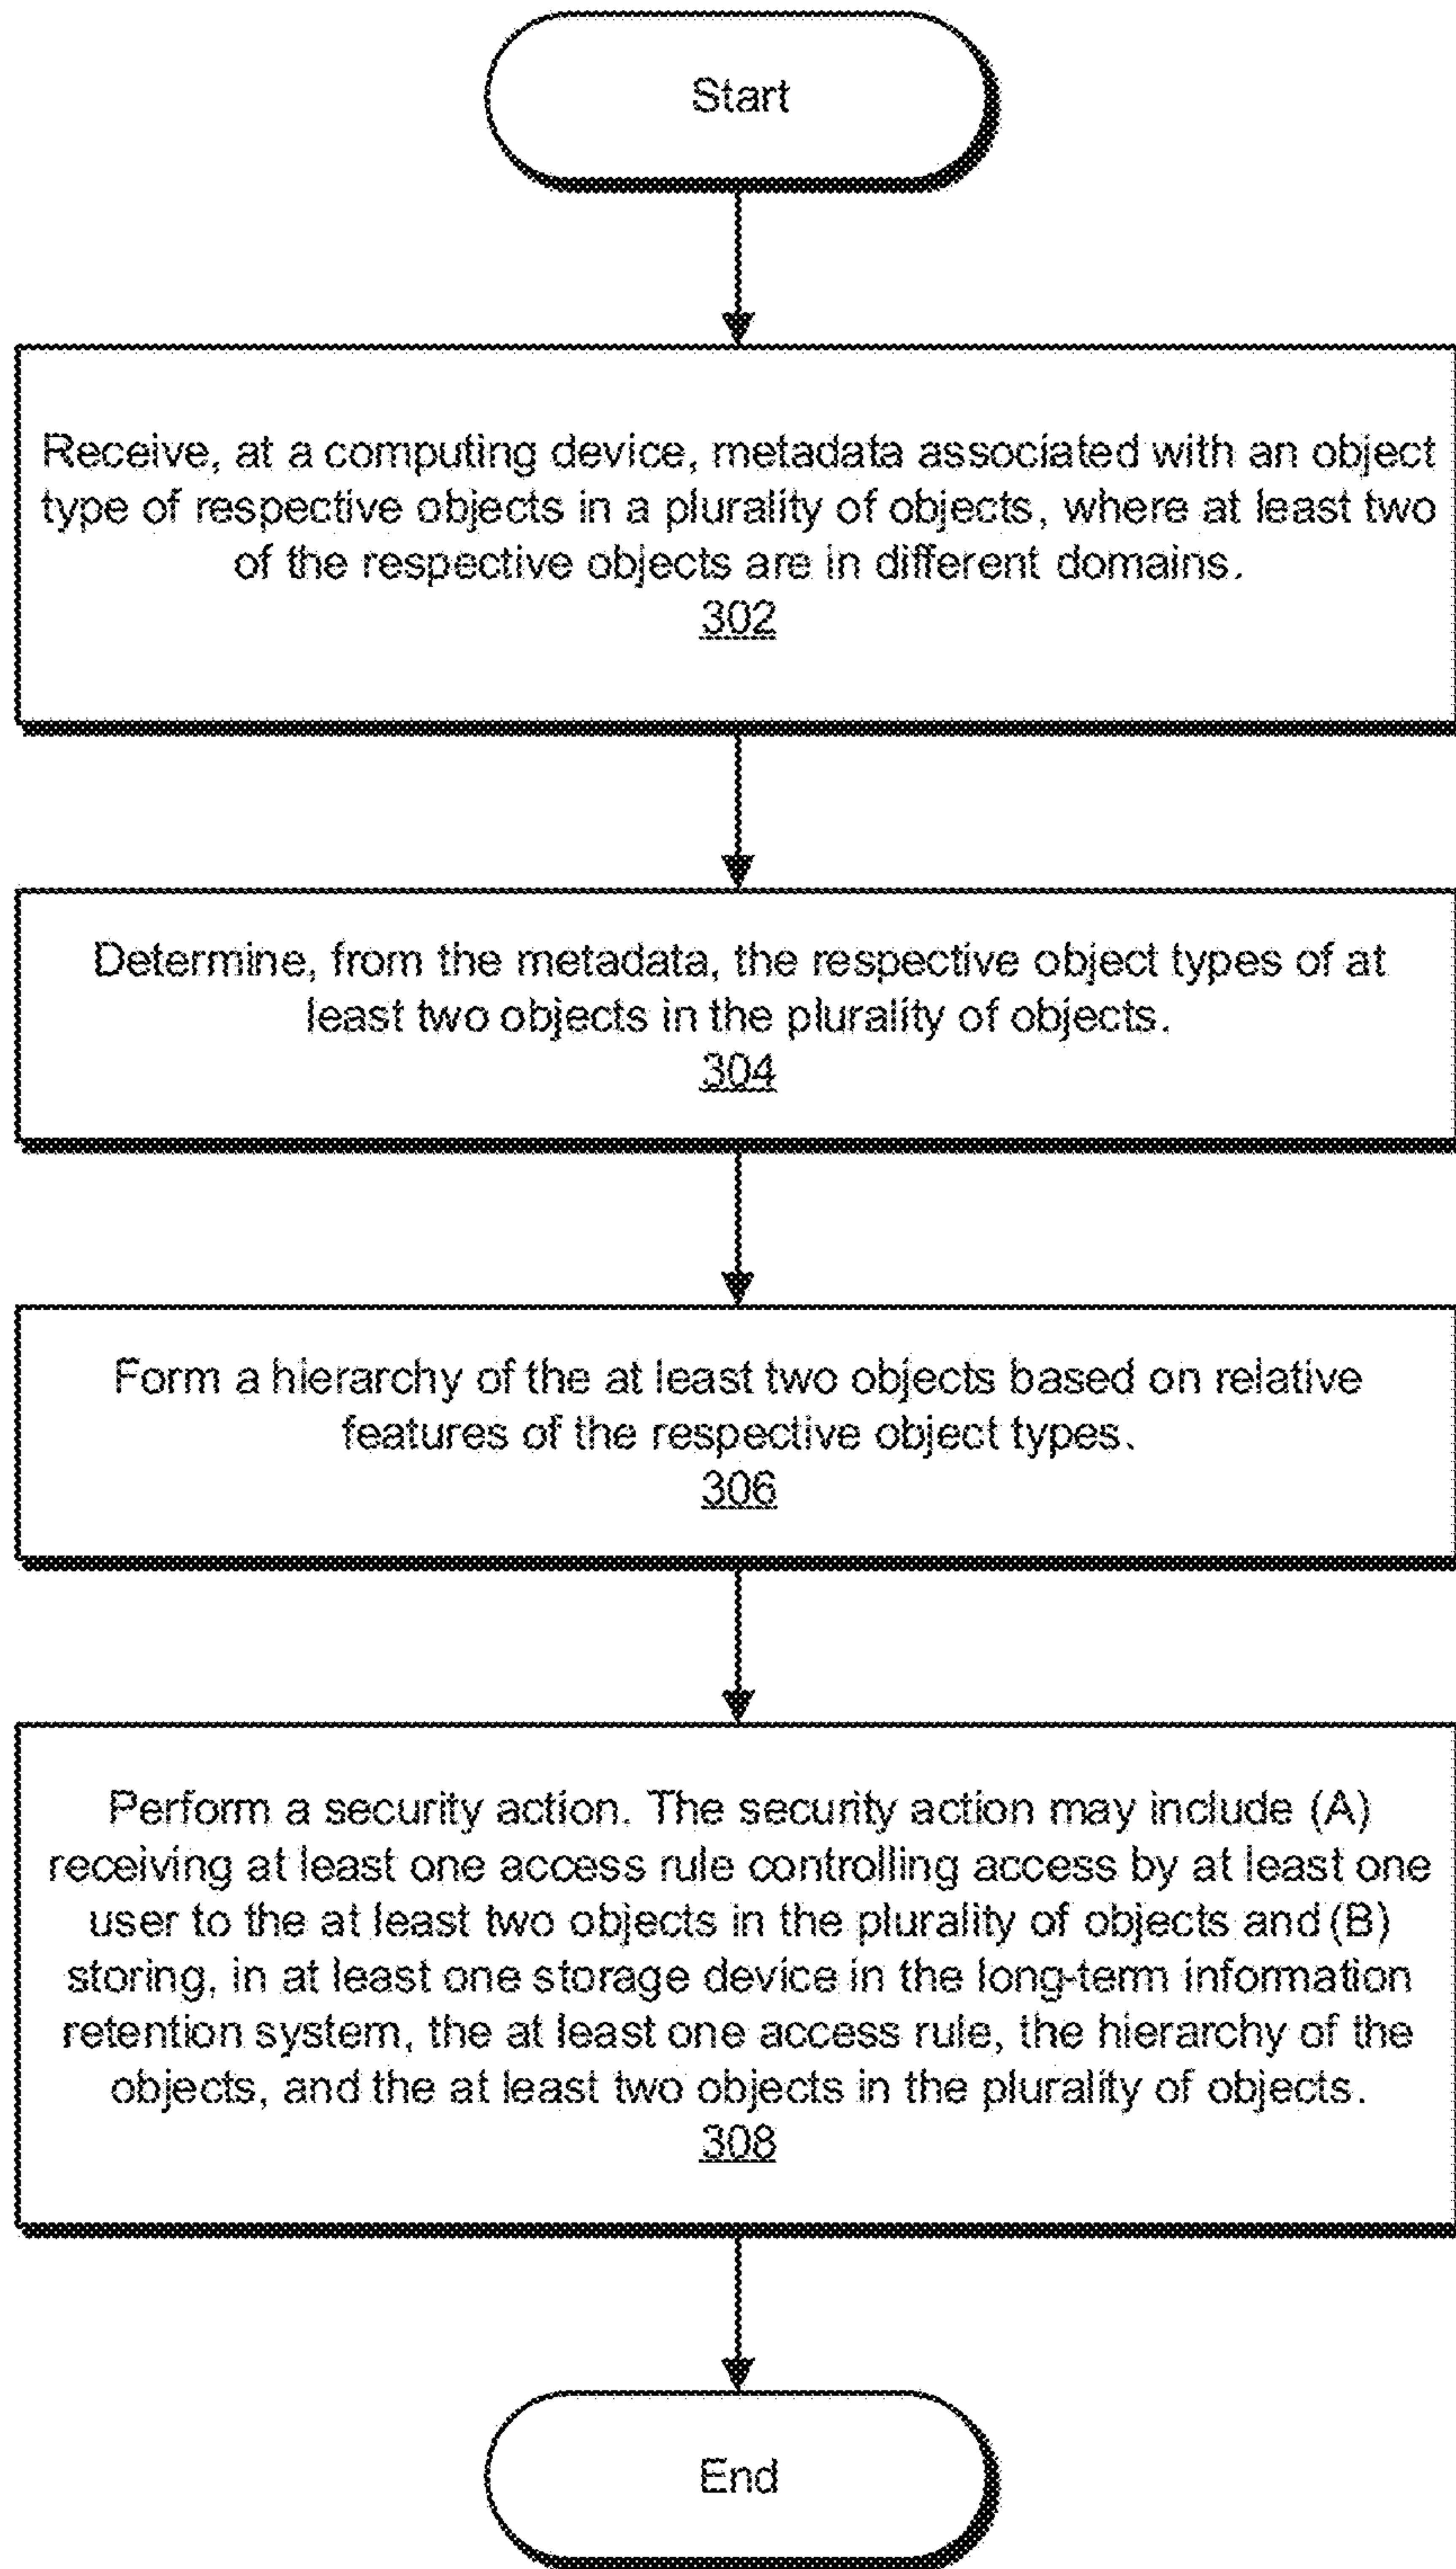 Start
Receive, at a computing device, metadata associated with an object
type of respective objects in a plurality of objects, where at least two
of the respective objects are in different domains.
302
Determine, from the metadata, the respective object types of at
least two objects in the plurality of objects.
304
Form a hierarchy of the at least two objects based on relative
features of the respective object types.
306
Perform a security action. The security action may include (A)
receiving at least one access rule controlling access by at least one
user to the at least two objects in the plurality of objects and (B)
storing, in at least one storage device in the long-term information
retention system, the at least one access rule, the hierarchy of the
objects, and the at least two objects in the plurality of objects.
308
End